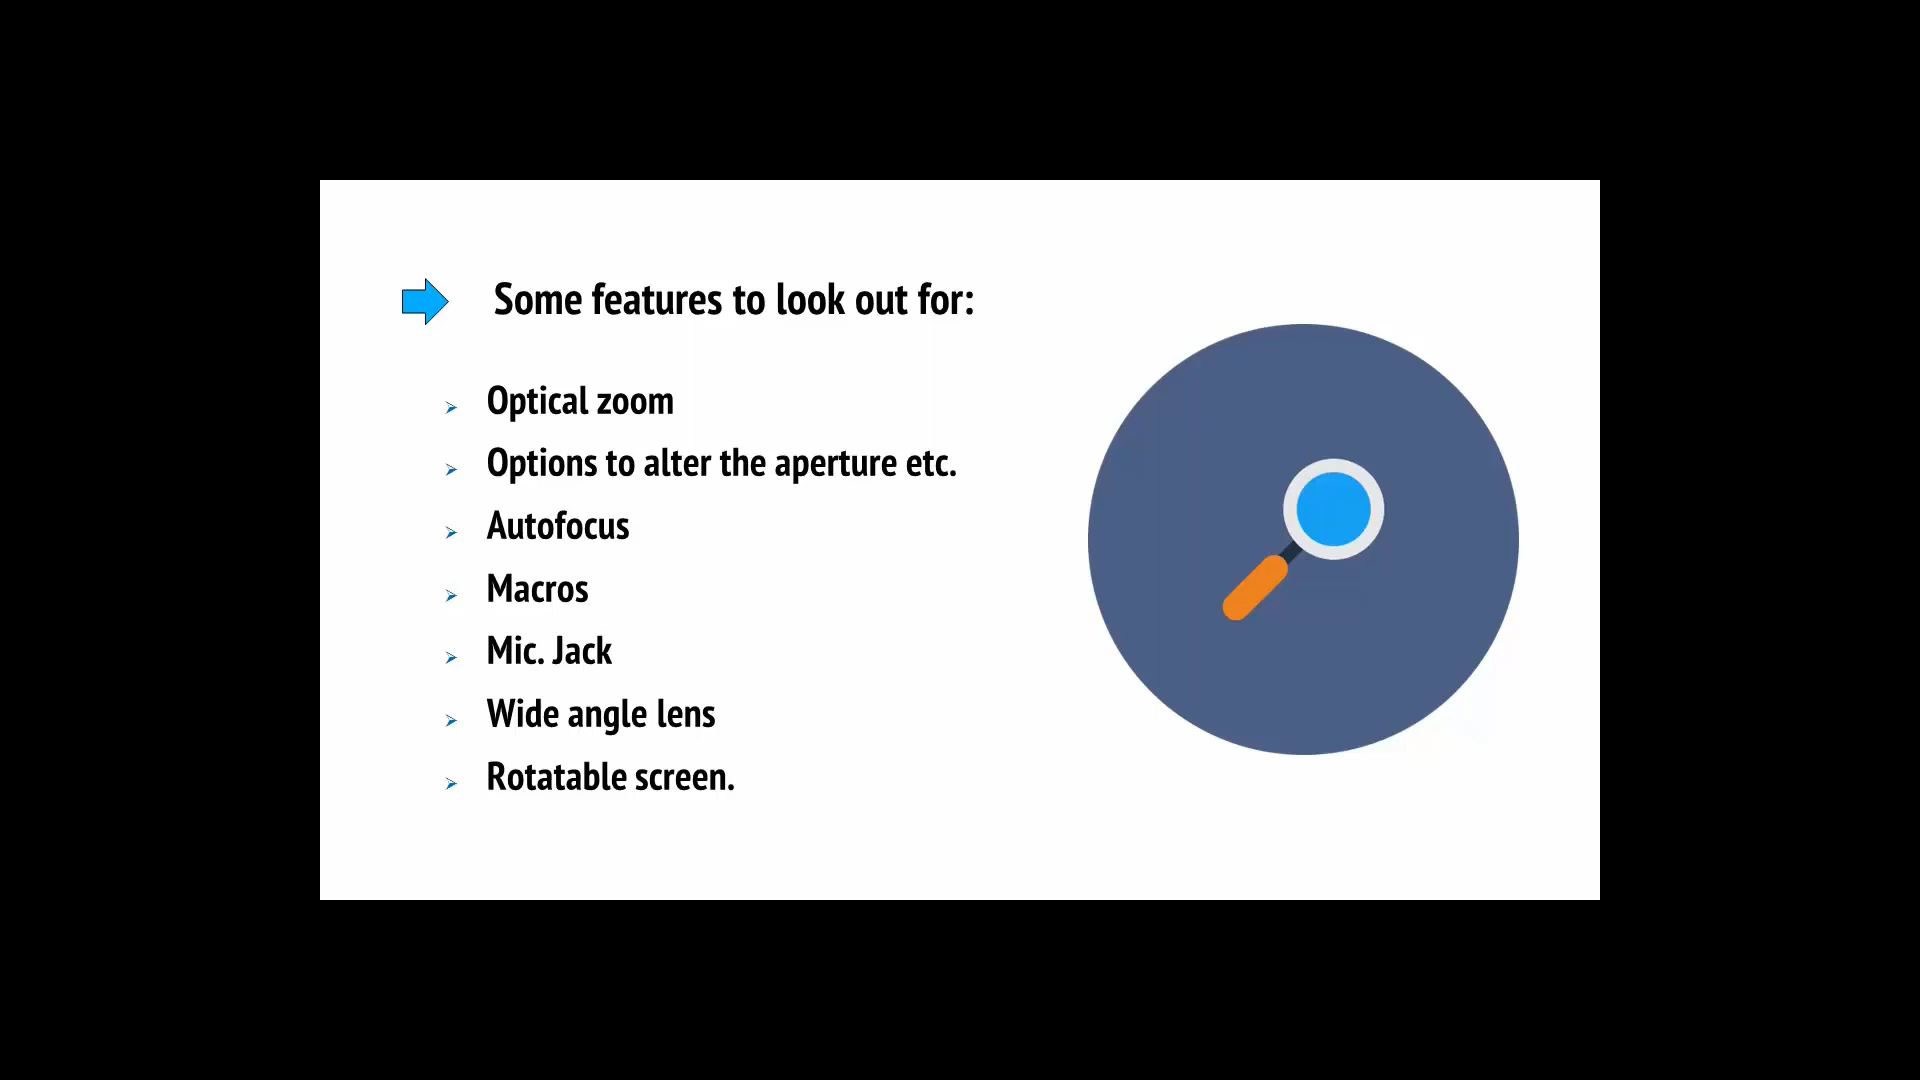 Some features to look out for:
Optical zoom
Options to alter the aperture etc.
Autofocus
Macros
Mic. Jack
Wide angle lens
Rotatable screen.